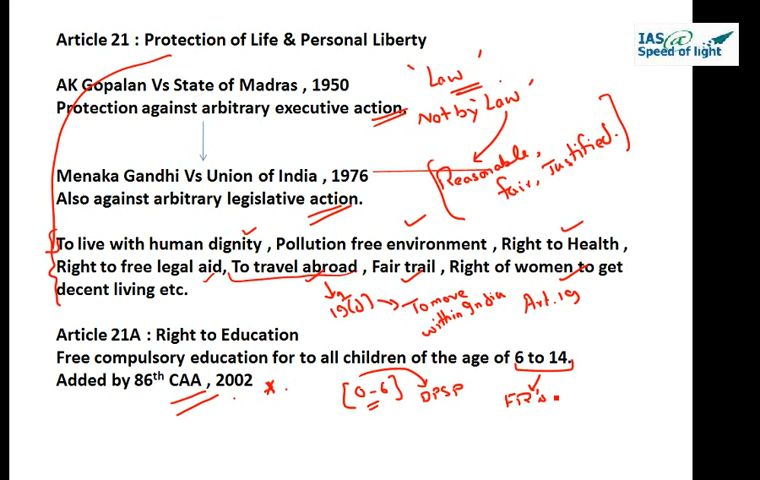 IAS @
Speed of light
Article 21 : Protection of Life & Personal Liberty
AK Gopalan Vs State of Madras , 1950
Protection against arbitrary executive action.
'Law'
Not by Law'
Menaka Gandhi Vs Union of India , 1976
Also against arbitrary legislative action.
[Reasonable,
fair, Justified.]
To live with human dignity , Pollution free environment , Right to Health ,
Right to free legal aid, To travel abroad , Fair trail , Right of women to get
decent living etc.
19(d) → To move
within India
Art. 19
Article 21A : Right to Education
Free compulsory education for to all children of the age of 6 to 14.
Added by 86th CAA , 2002 *.
[0-6] DPSP
FR's.